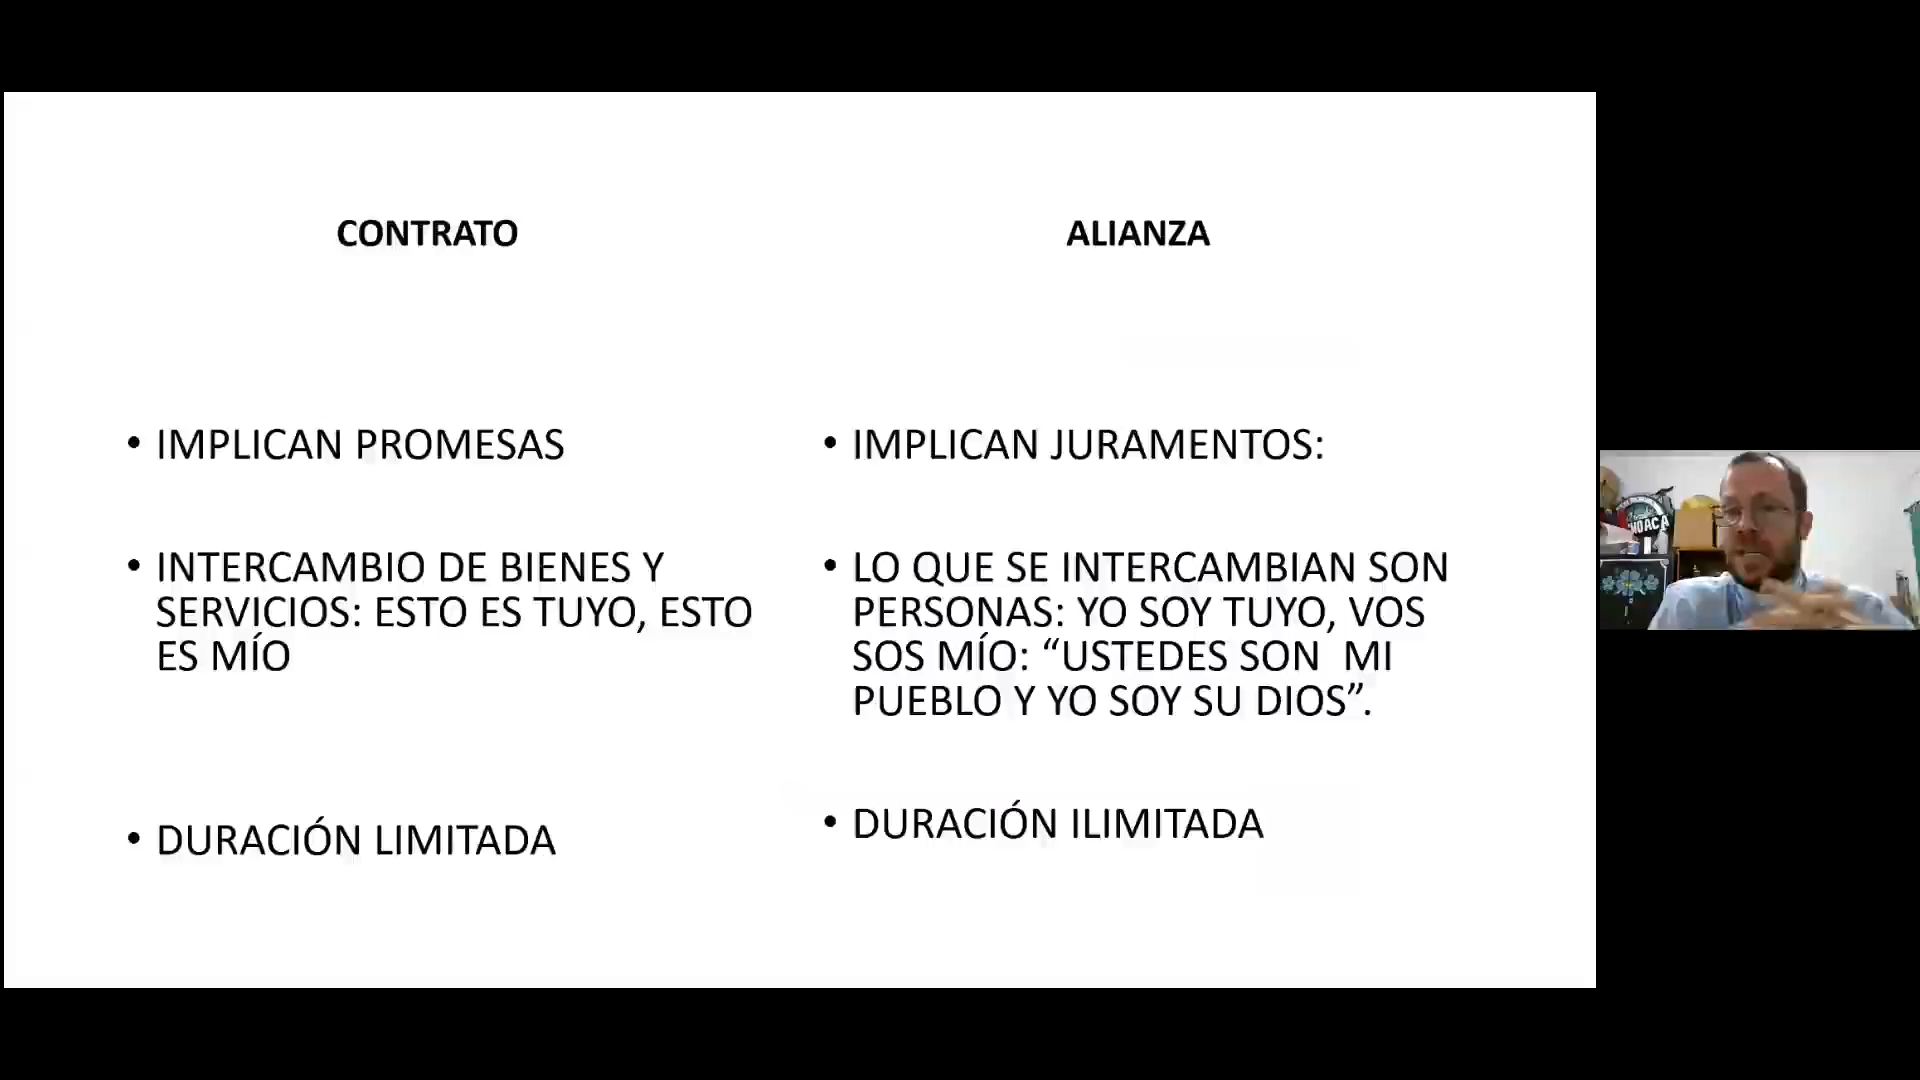 CONTRATO
• IMPLICAN PROMESAS
• INTERCAMBIO DE BIENES Y
SERVICIOS: ESTO ES TUYO, ESTO
ES MÍO
• DURACIÓN LIMITADA
ALIANZA
• IMPLICAN JURAMENTOS:
• LO QUE SE INTERCAMBIAN SON
PERSONAS: YO SOY TUYO, VOS
SOS MÍO: “USTEDES SON  MI
PUEBLO Y YO SOY SU DIOS”.
• DURACIÓN ILIMITADA